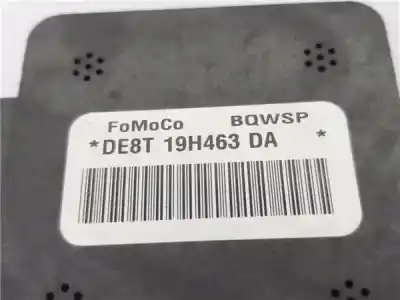 FoMoCo BQWSP
*DE8T 19H463 DA *